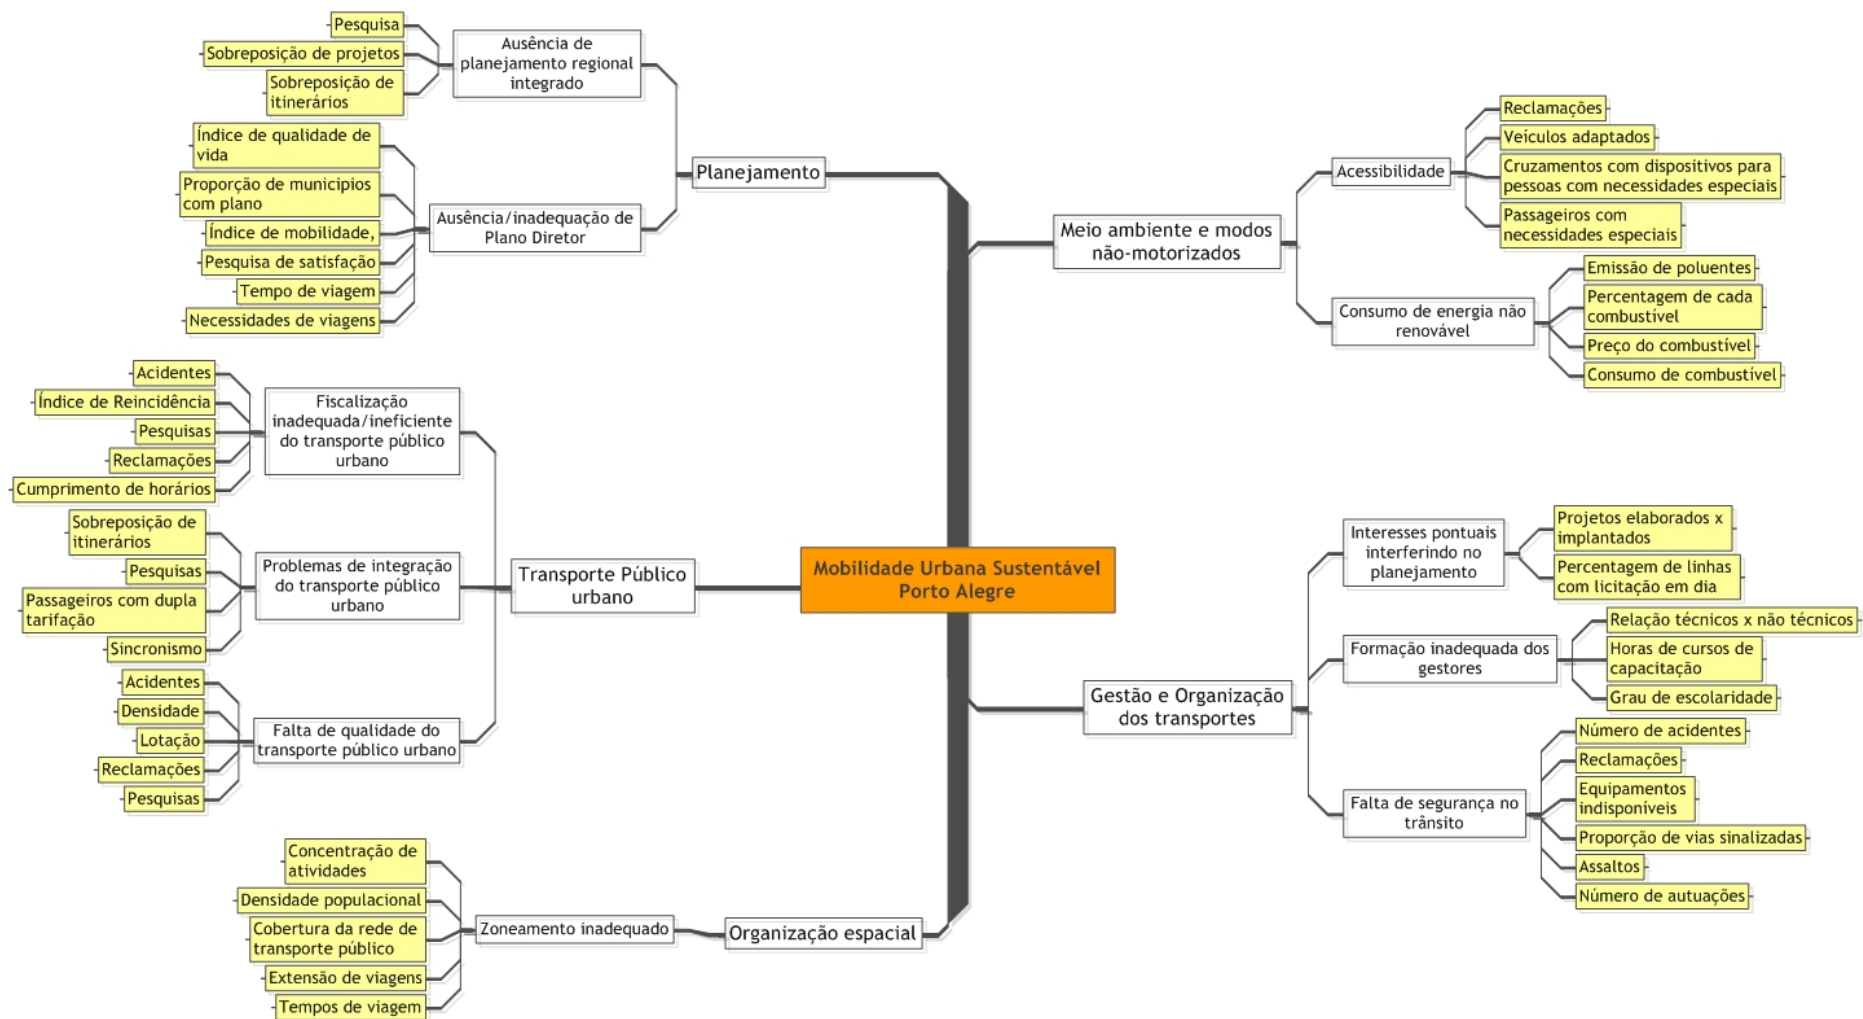 Pesquisa
Sobreposição de projetos
Sobreposição de
itinerários
Ausência de
planejamento regional
integrado
Índice de qualidade de
vida
Proporção de municipios
com plano
Índice de mobilidade,
Pesquisa de satisfação
Tempo de viagem
Necessidades de viagens
Ausência/inadequação de
Plano Diretor
Planejamento
Acidentes
Índice de Reincidência
Pesquisas
Reclamações
Cumprimento de horários
Fiscalização
inadequada/ineficiente
do transporte público
urbano
Sobreposição de
itinerários
Pesquisas
Passageiros com dupla
tarifação
Sincronismo
Problemas de integração
do transporte público
urbano
Acidentes
Densidade
Lotação
Reclamações
Pesquisas
Falta de qualidade do
transporte público urbano
Transporte Público
urbano
Concentração de
atividades
Densidade populacional
Cobertura da rede de
transporte público
Extensão de viagens
Tempos de viagem
Zoneamento inadequado
Organização espacial
Mobilidade Urbana Sustentável
Porto Alegre
Meio ambiente e modos
não-motorizados
Acessibilidade
Reclamações
Veículos adaptados
Cruzamentos com dispositivos para
pessoas com necessidades especiais
Passageiros com
necessidades especiais
Consumo de energia não
renovável
Emissão de poluentes
Percentagem de cada
combustível
Preço do combustível
Consumo de combustível
Gestão e Organização
dos transportes
Interesses pontuais
interferindo no
planejamento
Projetos elaborados x
implantados
Percentagem de linhas
com licitação em dia
Formação inadequada dos
gestores
Relação técnicos x não técnicos
Horas de cursos de
capacitação
Grau de escolaridade
Falta de segurança no
trânsito
Número de acidentes
Reclamações
Equipamentos
indisponíveis
Proporção de vias sinalizadas
Assaltos
Número de autuações